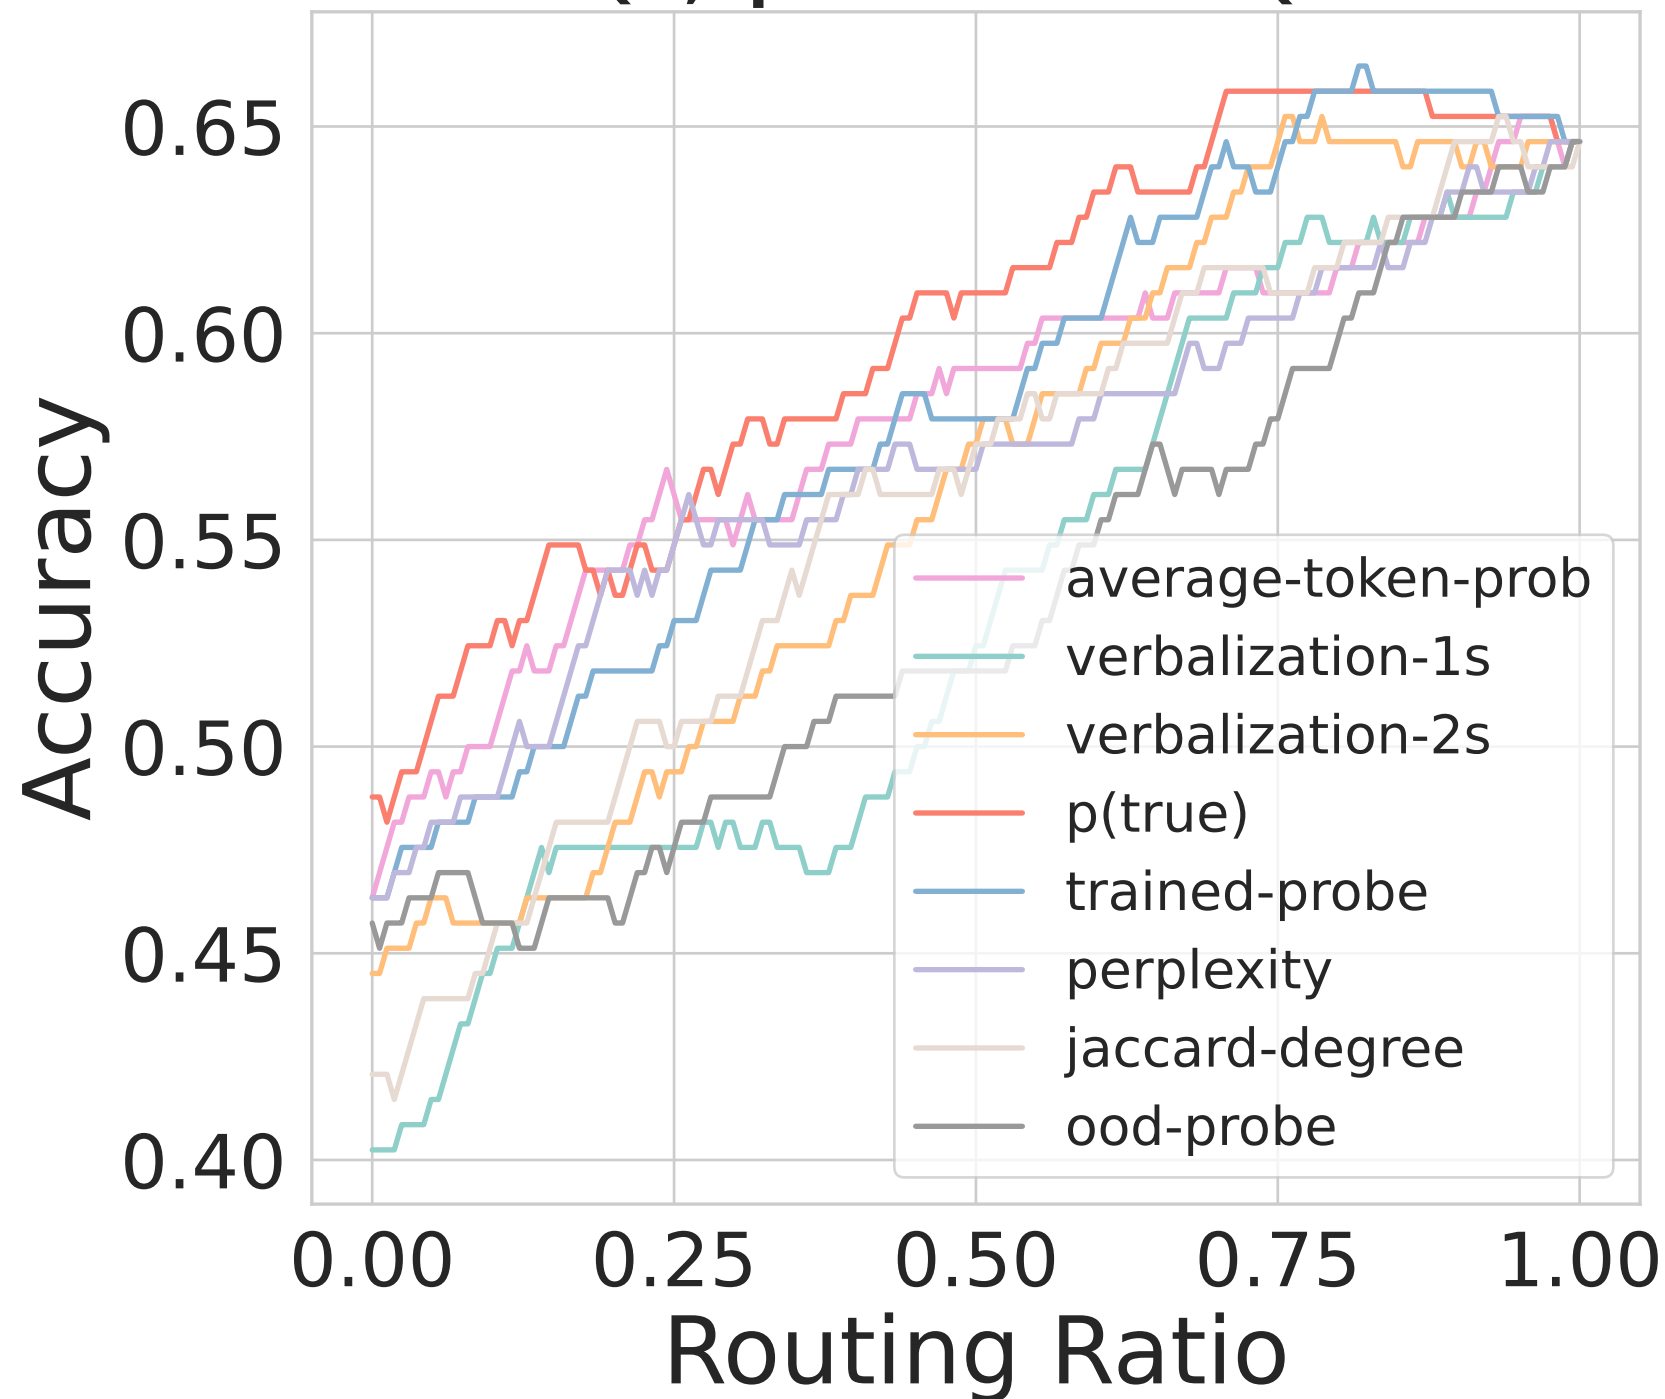 0.65
0.60
0.55
0.50
0.45
0.40
Accuracy
average-token-prob
verbalization-1s
verbalization-2s
p(true)
trained-probe
perplexity
jaccard-degree
ood-probe
0.00 0.25 0.50 0.75 1.00
Routing Ratio